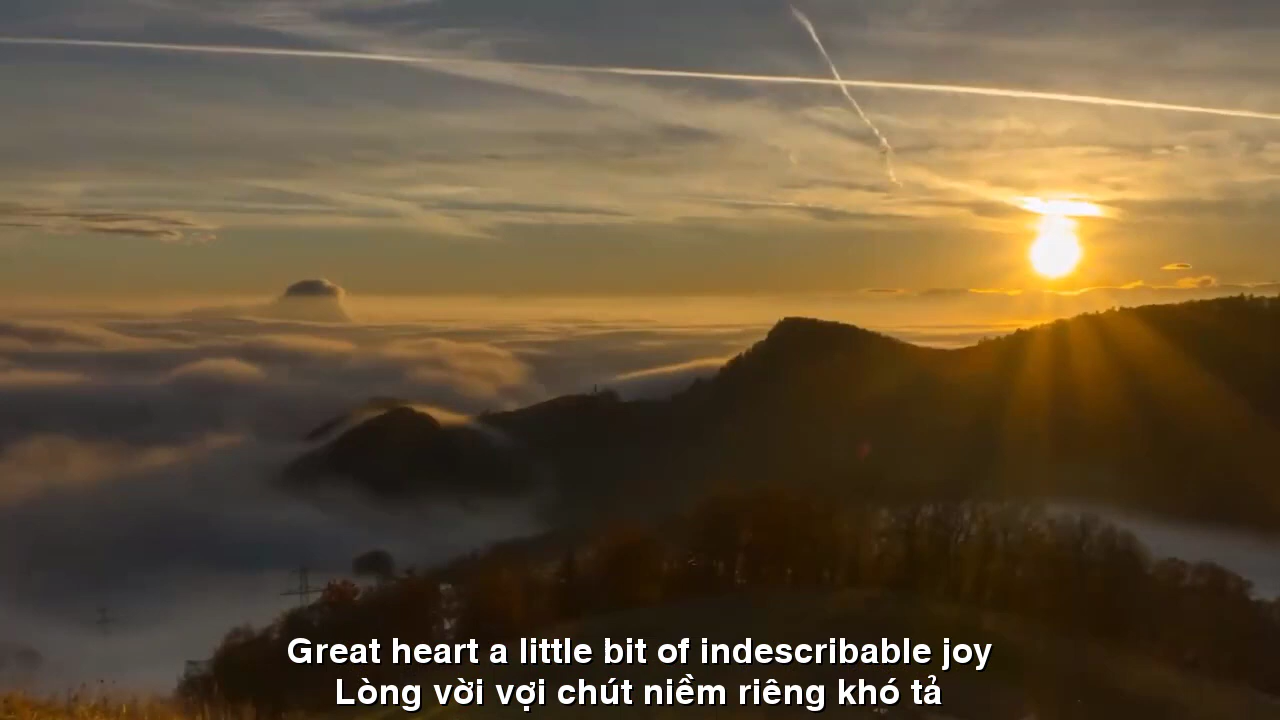 Great heart a little bit of indescribable joy
Lòng vời vợi chút niềm riêng khó tả